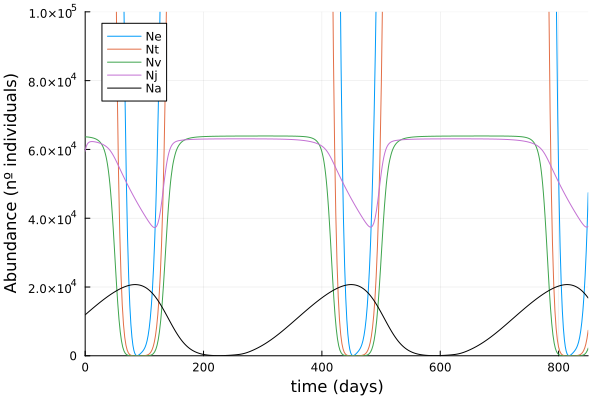 Abundance (nº individuals)
1.0×10⁵
8.0×10⁴
6.0×10⁴
4.0×10⁴
2.0×10⁴
0
Ne
Nt
Nv
Nj
Na
0 200 400 600 800
time (days)